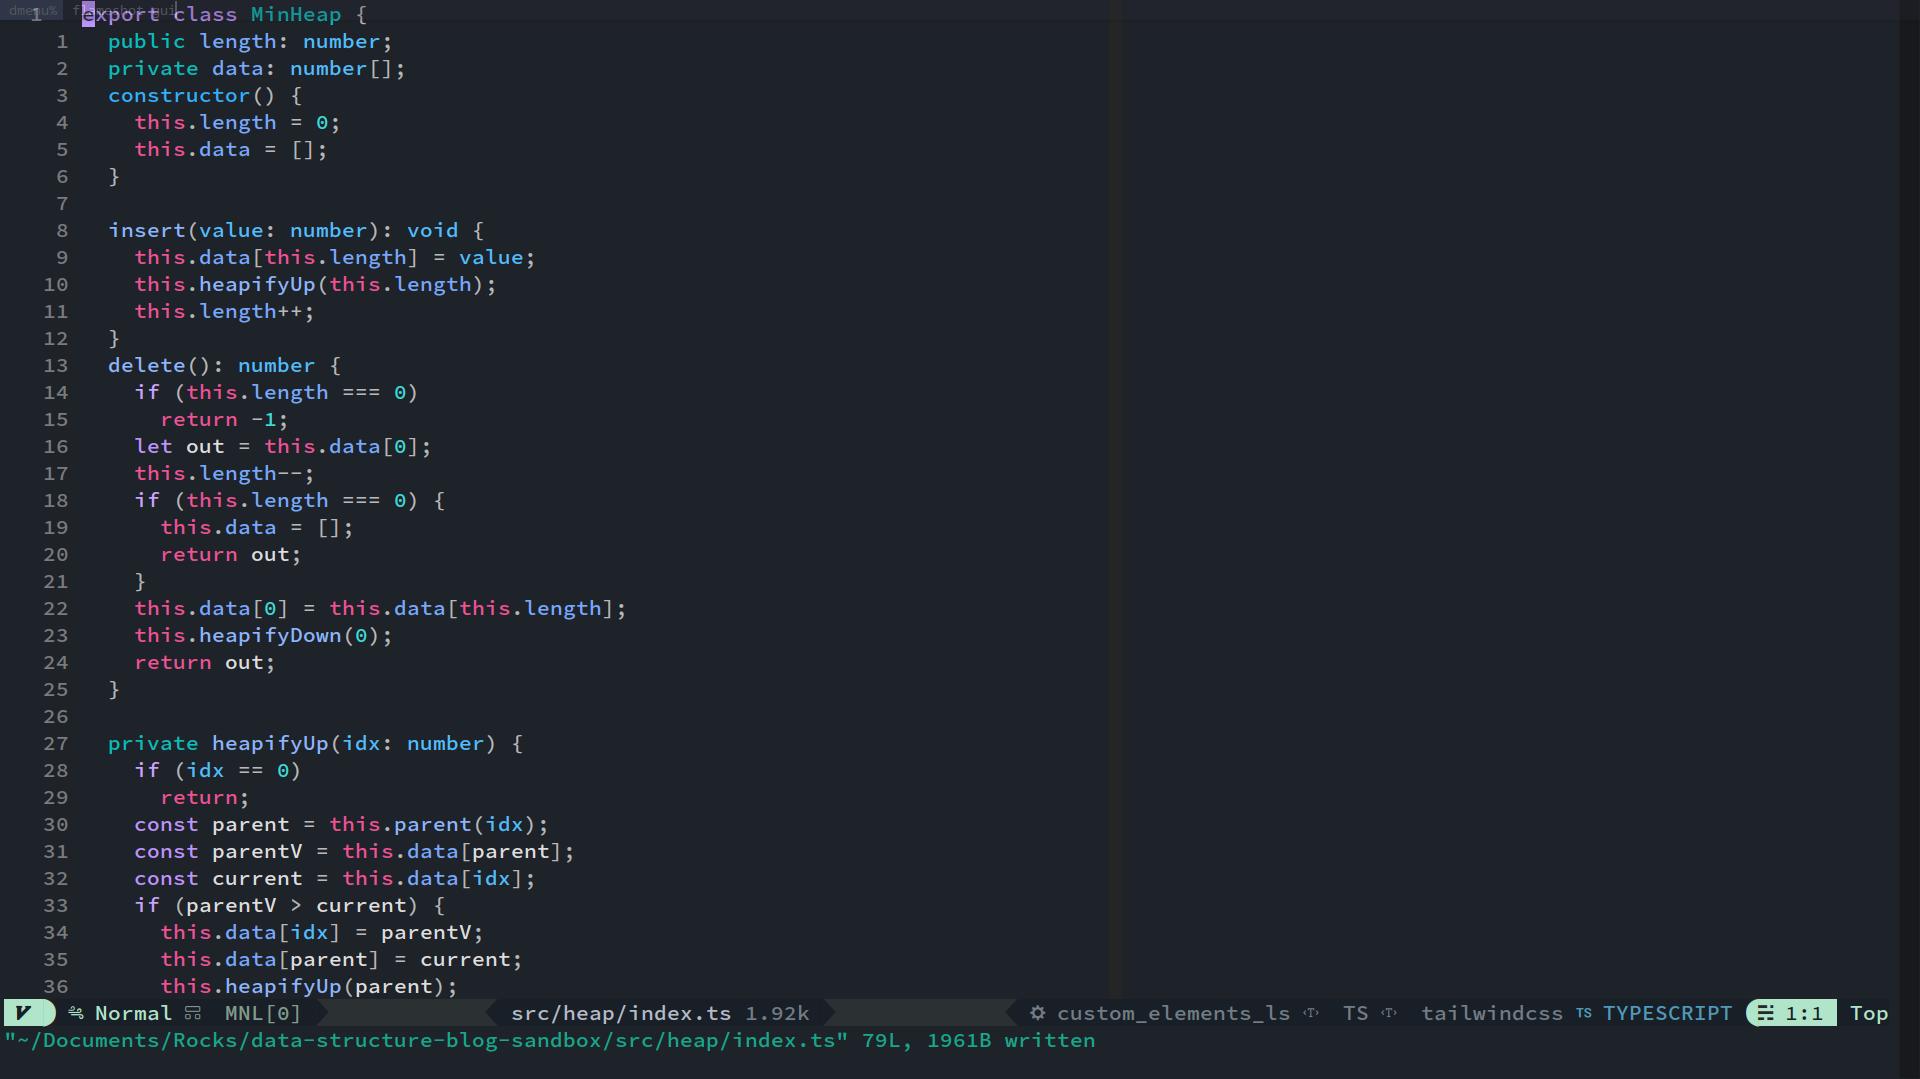 dmenu% flameshot gui
1 export class MinHeap {
1 public length: number;
2 private data: number[];
3 constructor() {
4 this.length = 0;
5 this.data = [];
6 }
7
8 insert(value: number): void {
9 this.data[this.length] = value;
10 this.heapifyUp(this.length);
11 this.length++;
12 }
13 delete(): number {
14 if (this.length === 0)
15 return -1;
16 let out = this.data[0];
17 this.length--;
18 if (this.length === 0) {
19 this.data = [];
20 return out;
21 }
22 this.data[0] = this.data[this.length];
23 this.heapifyDown(0);
24 return out;
25 }
26
27 private heapifyUp(idx: number) {
28 if (idx == 0)
29 return;
30 const parent = this.parent(idx);
31 const parentV = this.data[parent];
32 const current = this.data[idx];
33 if (parentV > current) {
34 this.data[idx] = parentV;
35 this.data[parent] = current;
36 this.heapifyUp(parent);
Normal MNL[0] src/heap/index.ts 1.92k custom_elements_ls <T> TS <T> tailwindcss TS TYPESCRIPT 1:1 Top
"~/Documents/Rocks/data-structure-blog-sandbox/src/heap/index.ts" 79L, 1961B written